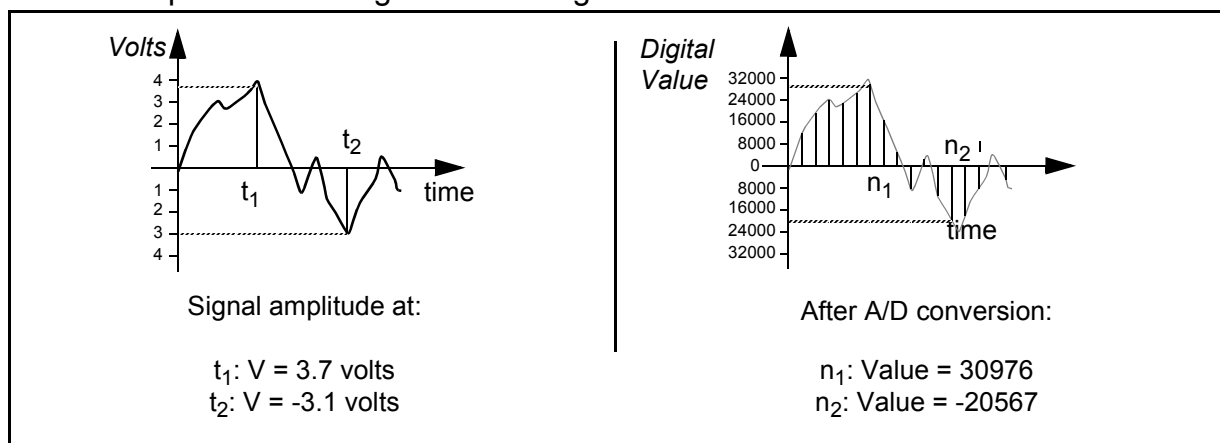 Volts
4
3
2
1
1
2
3
4
t1
t2
time
Signal amplitude at:
t1: V = 3.7 volts
t2: V = -3.1 volts
Digital
Value
32000
24000
16000
8000
0
8000
16000
24000
32000
n1
n2
time
After A/D conversion:
n1: Value = 30976
n2: Value = -20567